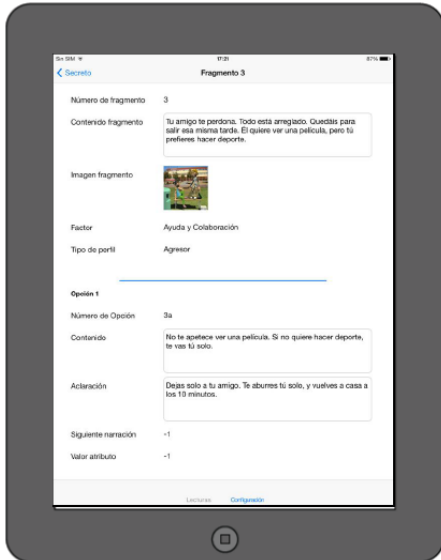 Sin SIM
17:31
87%
Secreto
Fragmento 3
Número de fragmento
3
Contenido fragmento
Tu amigo te perdona. Todo está arreglado. Quedáis para
salir esa misma tarde. Él quiere ver una película, pero tú
prefieres hacer deporte.
Imagen fragmento
Factor
Ayuda y Colaboración
Tipo de perfil
Agresor
Opción 1
Número de Opción
3a
Contenido
No te apetece ver una película. Si no quiere hacer deporte,
te vas tú solo.
Aclaración
Dejas solo a tu amigo. Te aburres tú solo, y vuelves a casa a
los 10 minutos.
Siguiente narración
-1
Valor atributo
-1
Lecturas
Configuración